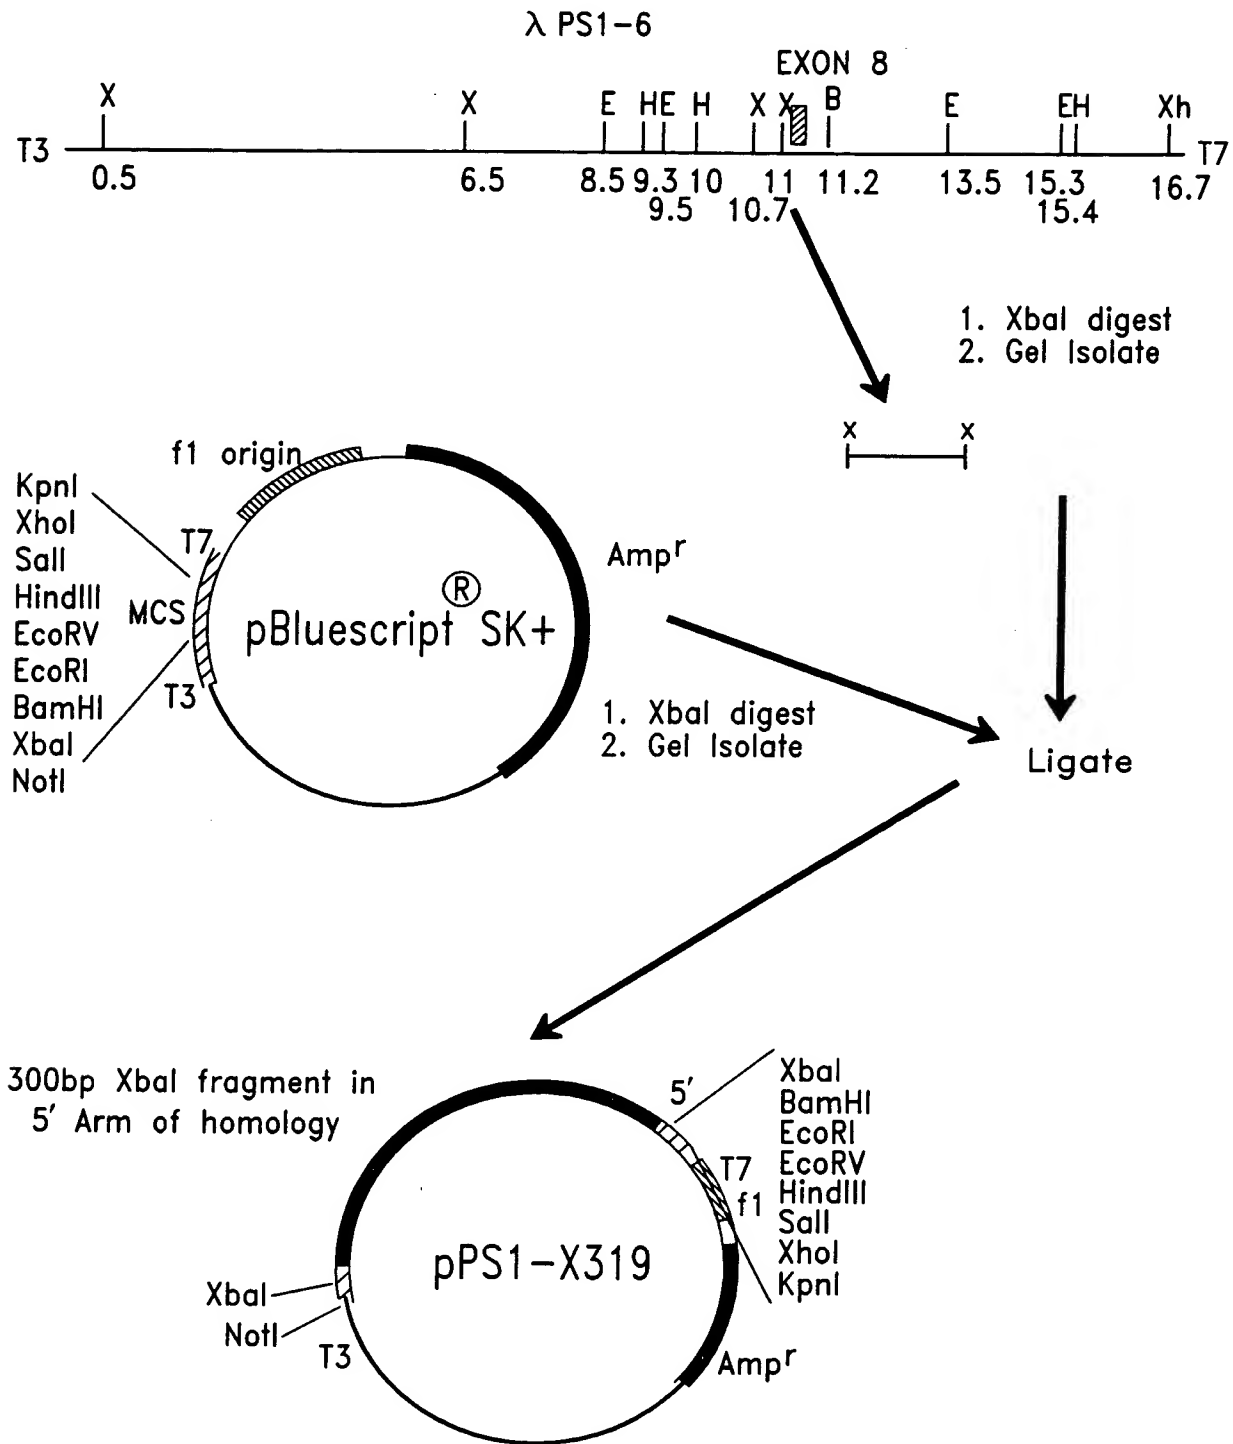 λ PS1-6
EXON 8
X X E HE H X X B E EH Xh
T3 T7
0.5 6.5 8.5 9.3 10 11 11.2 13.5 15.3 16.7
9.5 10.7 15.4
1. XbaI digest
2. Gel Isolate
x x
f1 origin
KpnI
XhoI
SalI
HindIII
EcoRV
EcoRI
BamHI
XbaI
NotI
T7
MCS
T3
pBluescript® SK+
Ampr
1. XbaI digest
2. Gel Isolate
Ligate
300bp XbaI fragment in
5' Arm of homology
5'
XbaI
BamHI
EcoRI
EcoRV
HindIII
SalI
XhoI
KpnI
T7
f1
pPS1-X319
XbaI
NotI
T3
Ampr